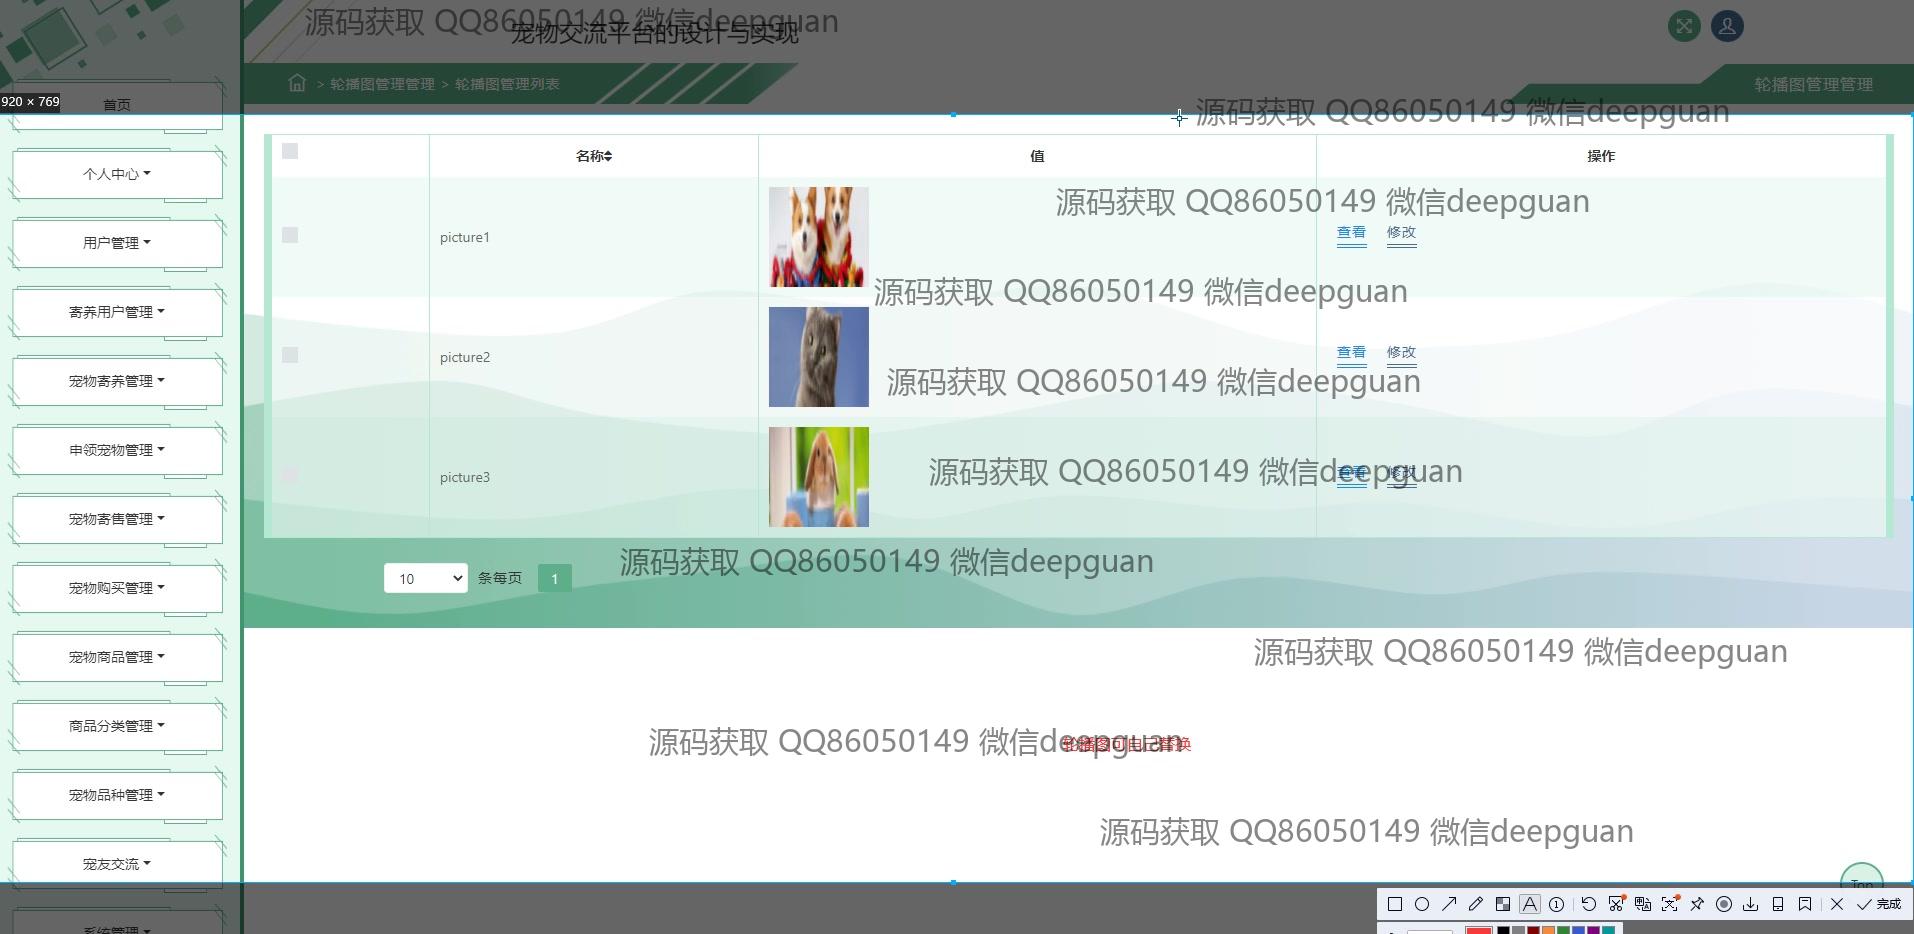 源码获取 QQ86050149 微信deepguan
宠物交流平台的设计与实现
> 轮播图管理管理 > 轮播图管理列表
轮播图管理管理
920 × 769
首页
源码获取 QQ86050149 微信deepguan
名称
值
操作
个人中心
源码获取 QQ86050149 微信deepguan
picture1
查看
修改
用户管理
源码获取 QQ86050149 微信deepguan
寄养用户管理
picture2
查看
修改
宠物寄养管理
源码获取 QQ86050149 微信deepguan
申领宠物管理
picture3
源码获取 QQ86050149 微信deepguan
查看
修改
宠物寄售管理
源码获取 QQ86050149 微信deepguan
10
条每页
1
宠物购买管理
宠物商品管理
源码获取 QQ86050149 微信deepguan
商品分类管理
源码获取 QQ86050149 微信deepguan
轮播图可自己替换
宠物品种管理
源码获取 QQ86050149 微信deepguan
宠友交流
Top
完成
系统管理